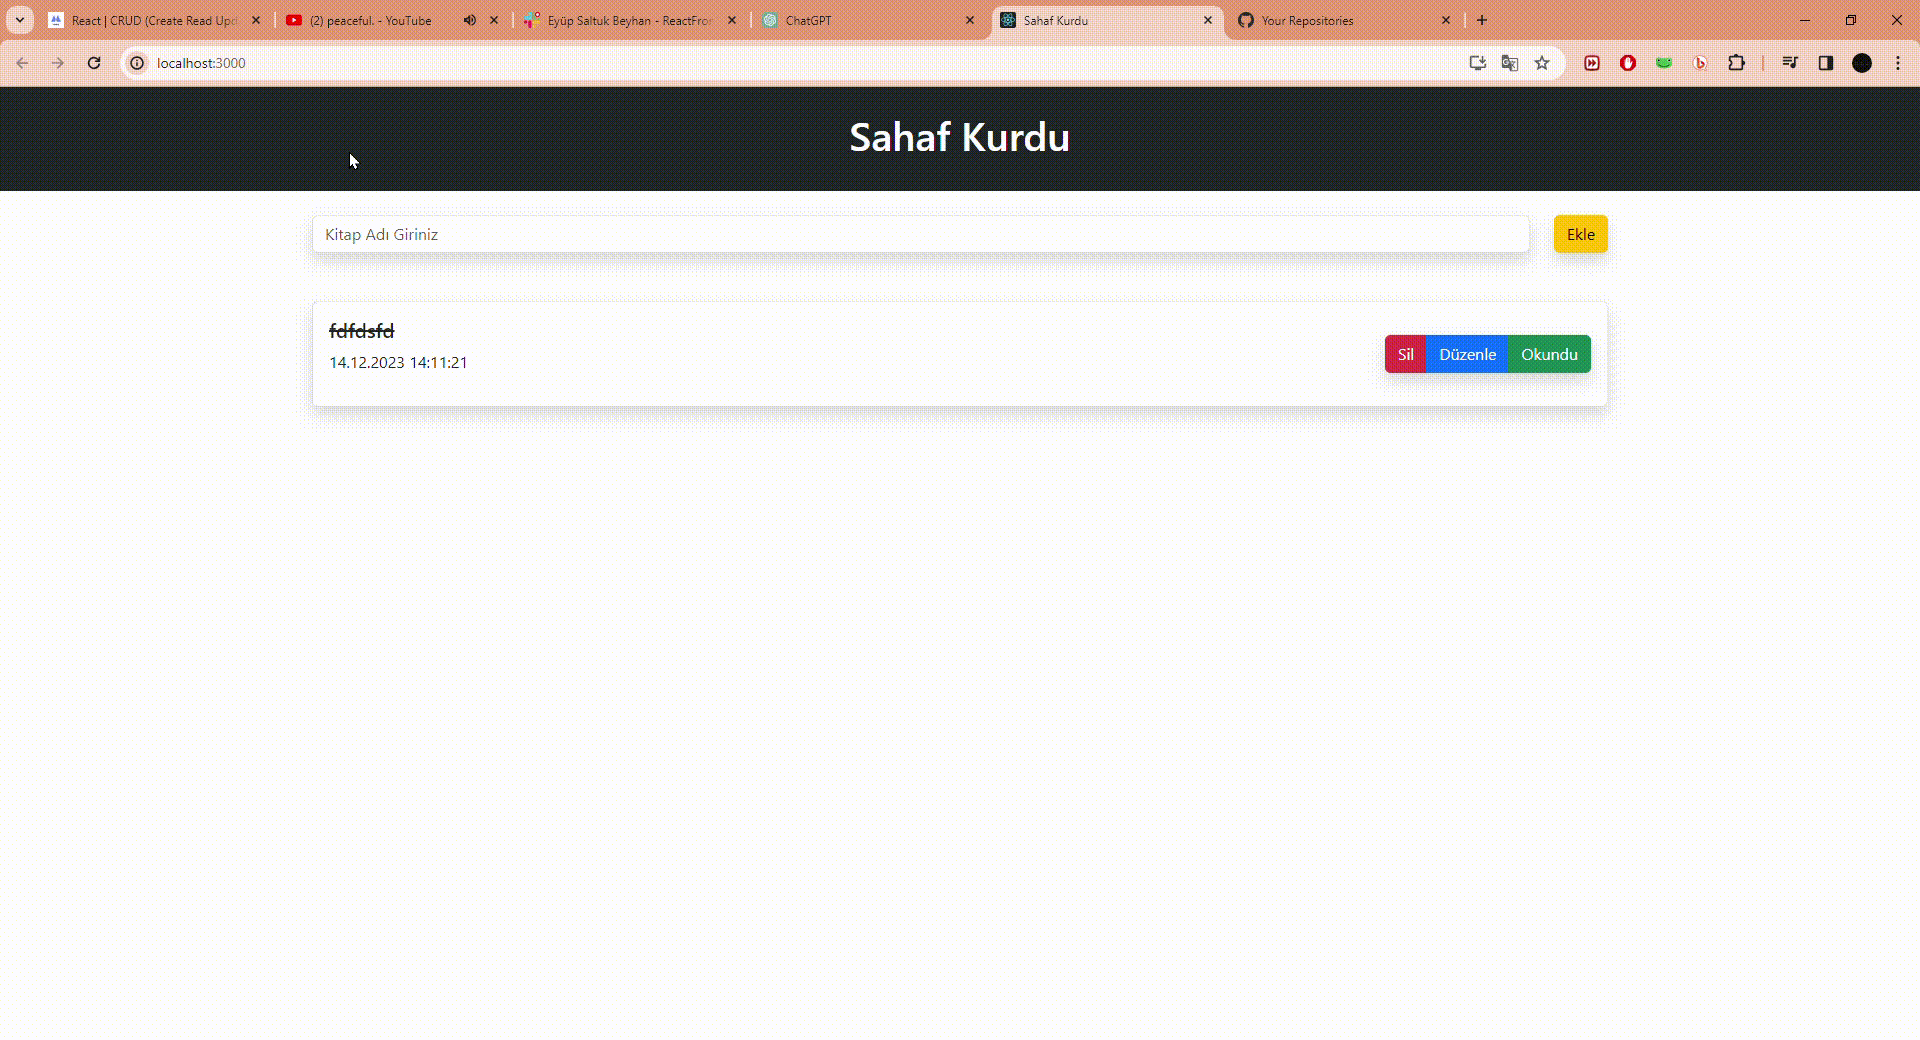 React | CRUD (Create Read Upd
(2) peaceful. - YouTube
Eyüp Saltuk Beyhan - ReactFron
ChatGPT
Sahaf Kurdu
Your Repositories
localhost:3000
Sahaf Kurdu
Kitap Adı Giriniz
Ekle
fdfdsfd
14.12.2023 14:11:21
Sil
Düzenle
Okundu